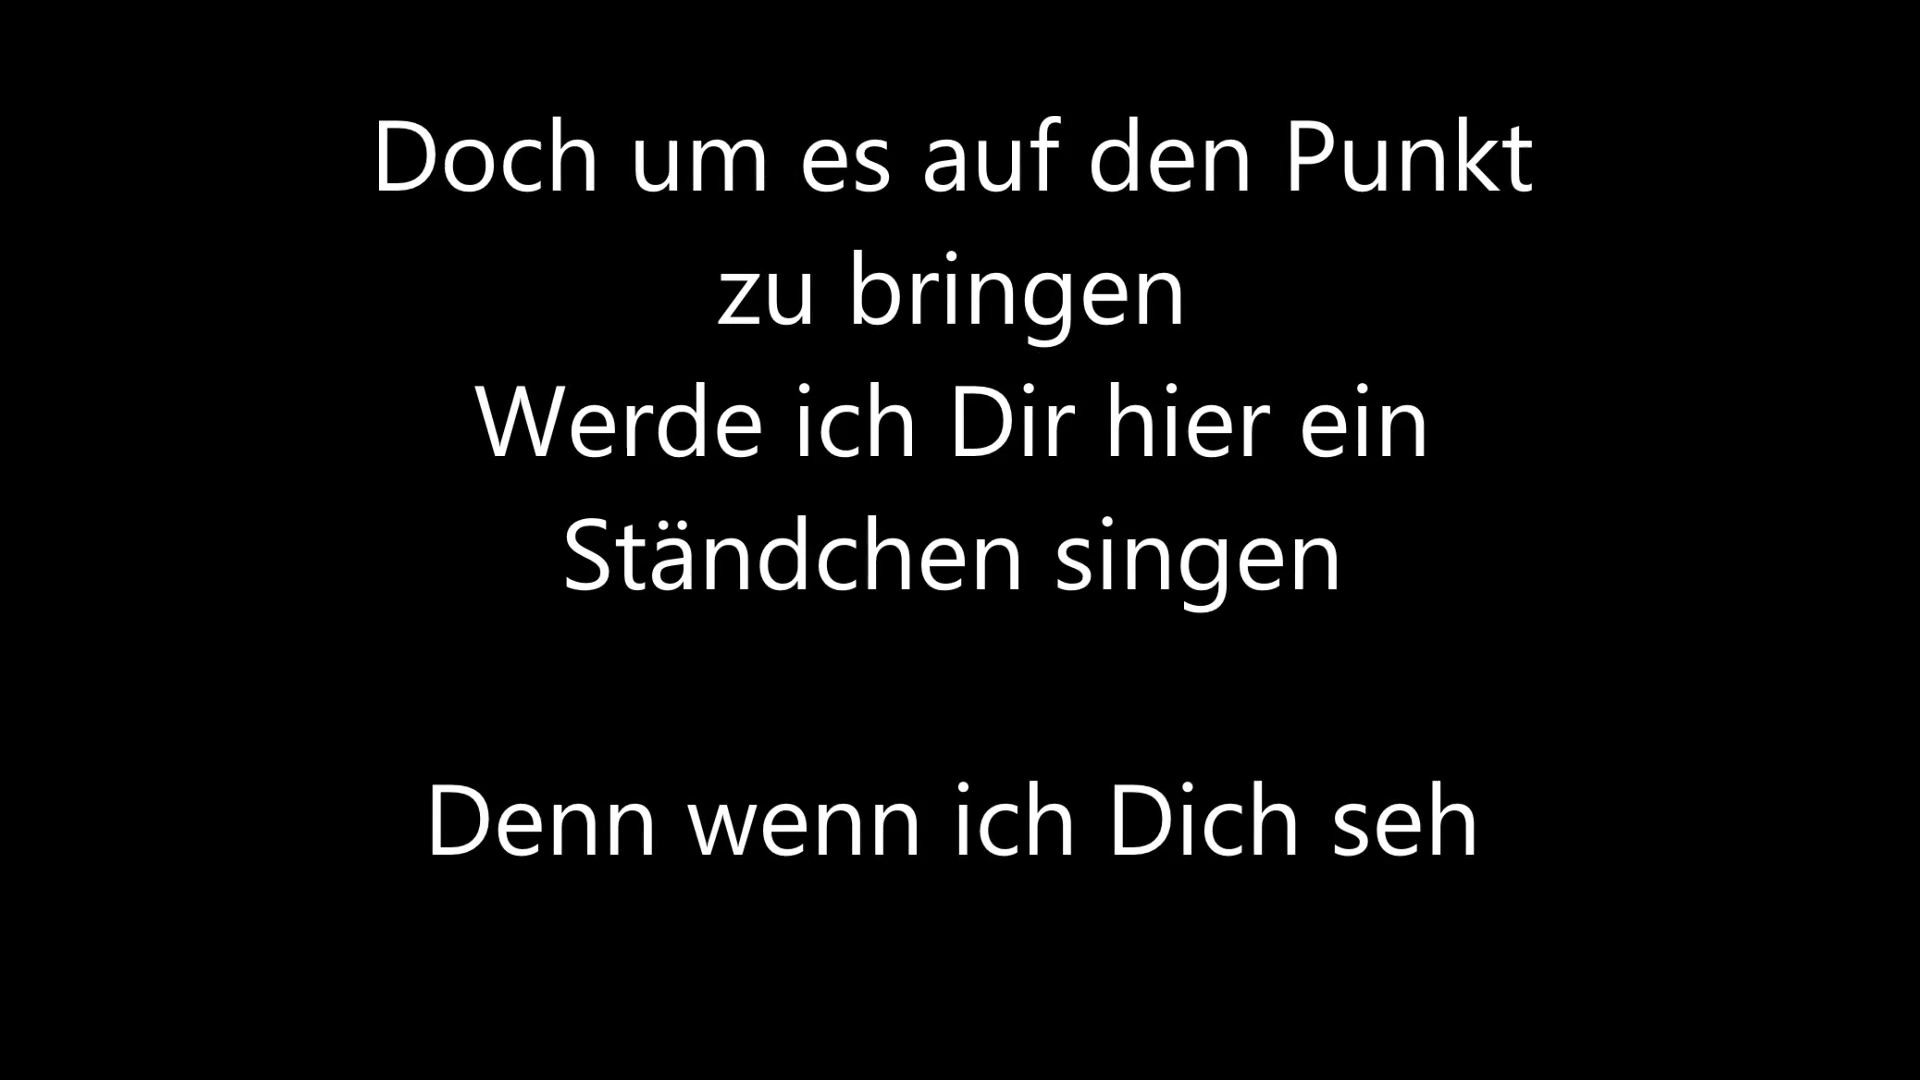 Doch um es auf den Punkt
zu bringen
Werde ich Dir hier ein
Ständchen singen
Denn wenn ich Dich seh